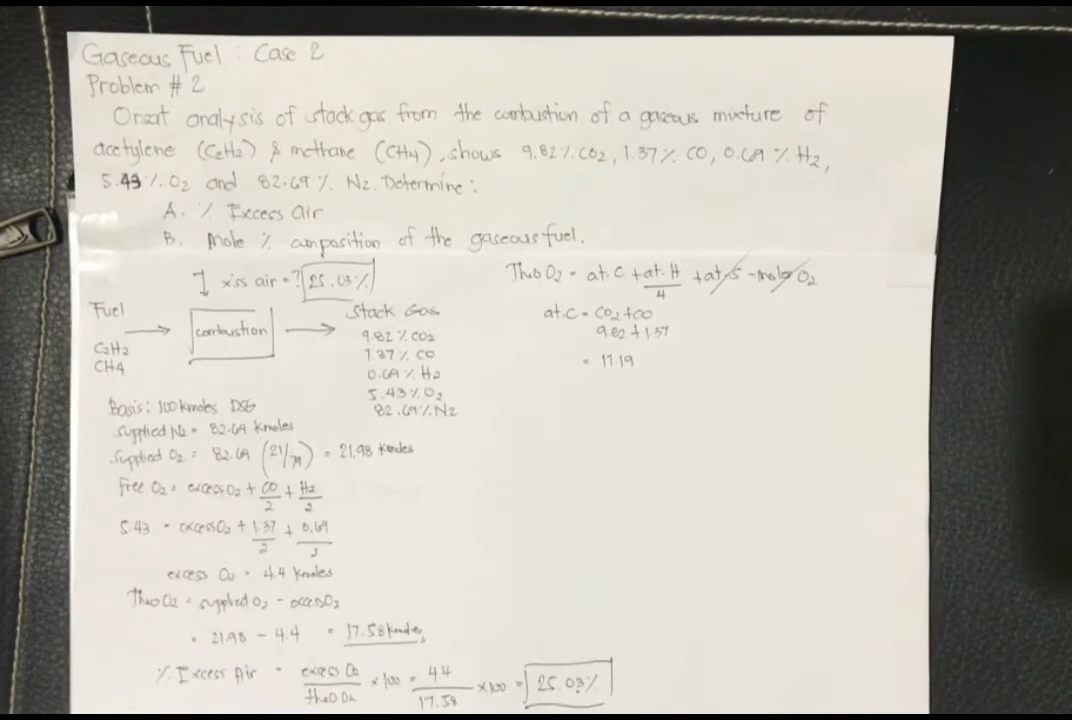 Gaseous Fuel : Case 2
Problem # 2
Orsat analysis of stack gas from the combustion of a gaseous mixture of
acetylene (C2H2) & methane (CH4), shows 9.82% CO2, 1.37% CO, 0.69% H2,
5.43% O2 and 82.69% N2. Determine:
A. % Excess air
B. Mole % composition of the gaseous fuel.
x'ss air = ? 25.03%
Theo O2 = at. C + at. H/4 + at. S - mole O2
Fuel
C2H2
CH4
combustion
Stack Gas
9.82% CO2
1.37% CO
0.69% H2
5.43% O2
82.69% N2
at. C = CO2 + CO
9.82 + 1.37
= 11.19
Basis: 100 Kmoles DSG
Supplied N2 = 82.69 Kmoles
Supplied O2 = 82.69 (21/79) = 21.98 Kmoles
Free O2 = excess O2 + CO/2 + H2/2
5.43 = excess O2 + 1.37/2 + 0.69/2
excess O2 = 4.4 Kmoles
Theo O2 = supplied O2 - excess O2
= 21.98 - 4.4 = 17.58 Kmoles
% Excess Air = excess O2/theo O2 x 100 = 4.4/17.58 x 100 = 25.03%